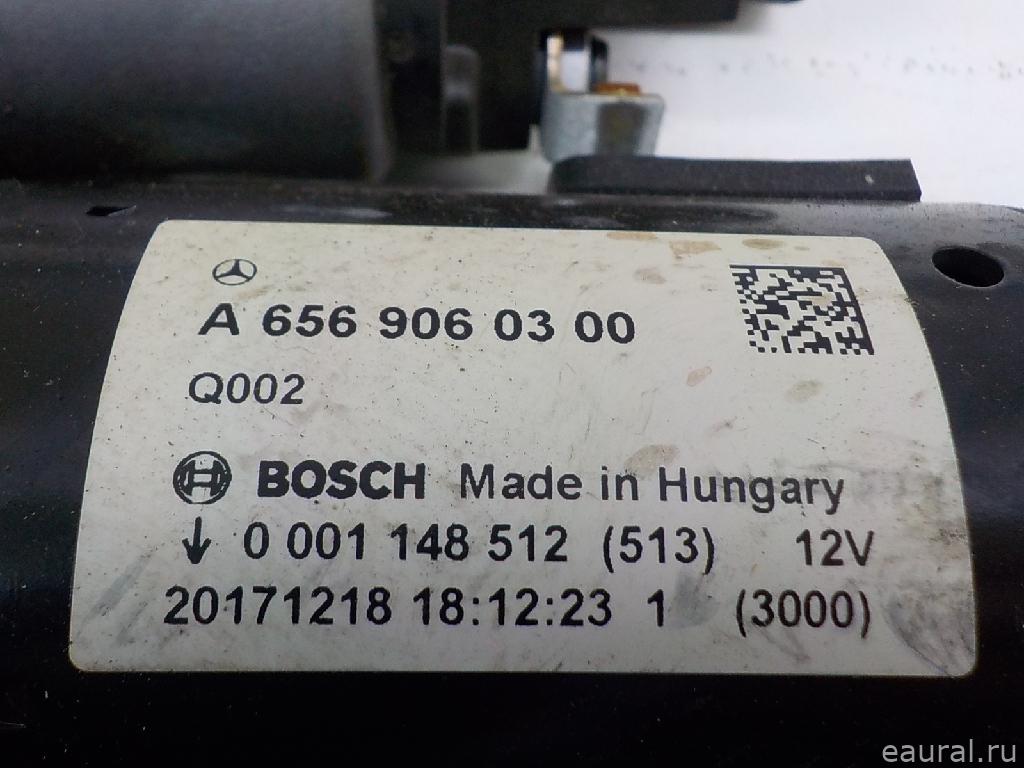 A 656 906 03 00
Q002
BOSCH Made in Hungary
↓ 0 001 148 512 (513) 12V
20171218 18:12:23 1 (3000)
eaural.ru